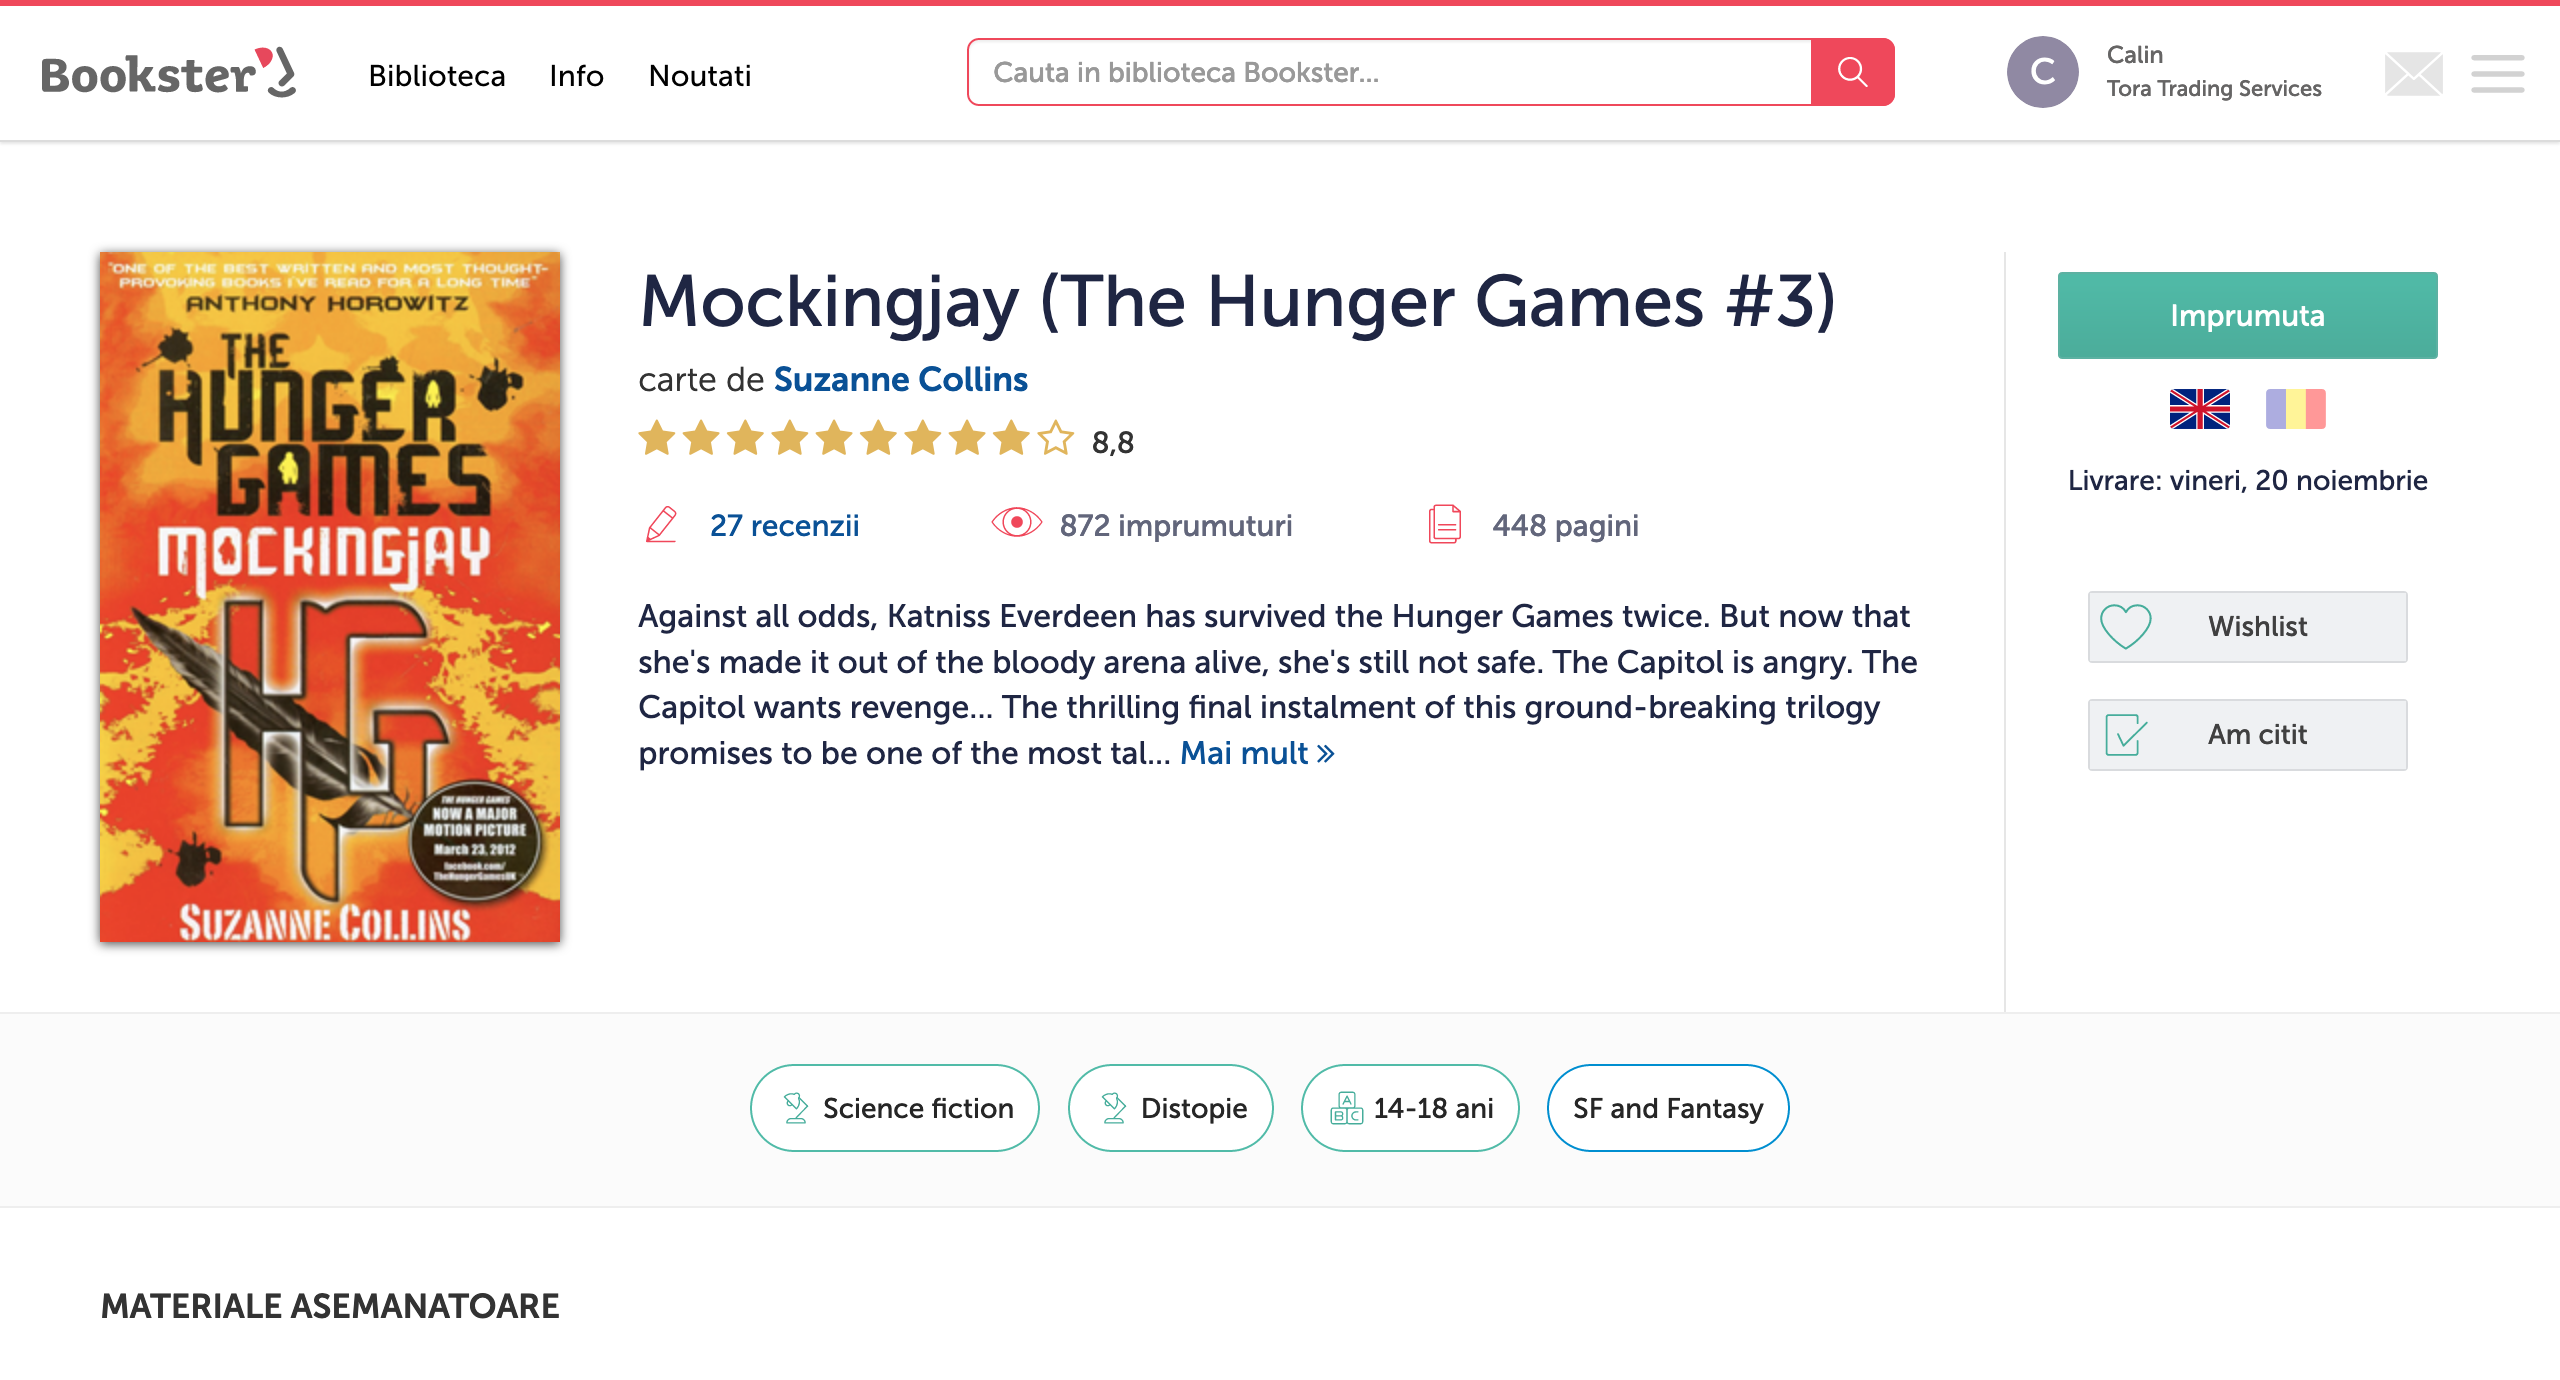 Bookster
Biblioteca
Info
Noutati
Cauta in biblioteca Bookster...
C
Calin
Tora Trading Services
"ONE OF THE BEST WRITTEN AND MOST THOUGHT-
PROVOKING BOOKS I'VE READ FOR A LONG TIME"
ANTHONY HOROWITZ
THE
HUNGER
GAMES
MOCKINGJAY
HG
THE HUNGER GAMES
NOW A MAJOR
MOTION PICTURE
March 23, 2012
facebook.com/
TheHungerGamesUK
SUZANNE COLLINS
Mockingjay (The Hunger Games #3)
carte de Suzanne Collins
8,8
27 recenzii
872 imprumuturi
448 pagini
Against all odds, Katniss Everdeen has survived the Hunger Games twice. But now that
she's made it out of the bloody arena alive, she's still not safe. The Capitol is angry. The
Capitol wants revenge... The thrilling final instalment of this ground-breaking trilogy
promises to be one of the most tal... Mai mult »
Imprumuta
Livrare: vineri, 20 noiembrie
Wishlist
Am citit
Science fiction
Distopie
A
B C
14-18 ani
SF and Fantasy
MATERIALE ASEMANATOARE